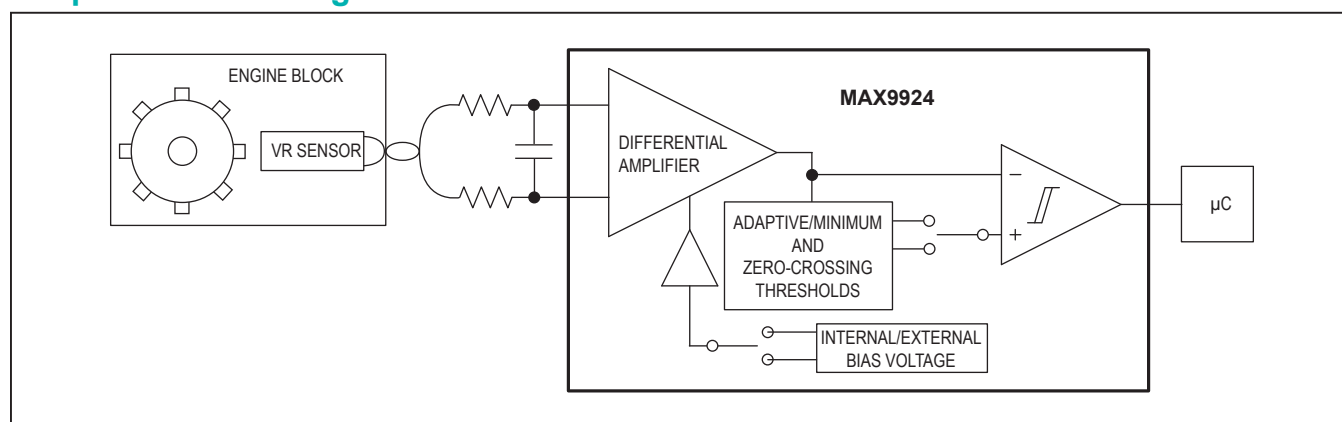 ENGINE BLOCK
VR SENSOR
MAX9924
DIFFERENTIAL
AMPLIFIER
−
+
ADAPTIVE/MINIMUM
AND
ZERO-CROSSING
THRESHOLDS
INTERNAL/EXTERNAL
BIAS VOLTAGE
µC